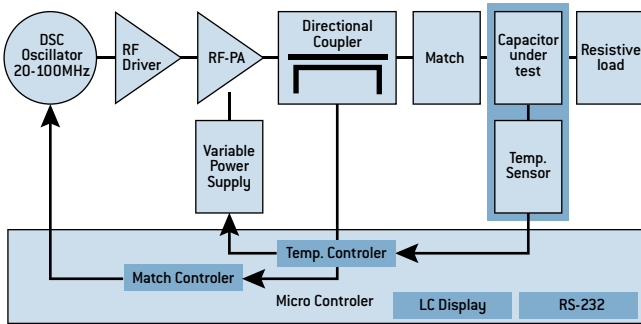 DSC
Oscillator
20-100MHz
RF
Driver
RF-PA
Directional
Coupler
Match
Capacitor
under
test
Resistive
load
Variable
Power
Supply
Temp.
Sensor
Temp. Controler
Match Controler
Micro Controler
LC Display
RS-232